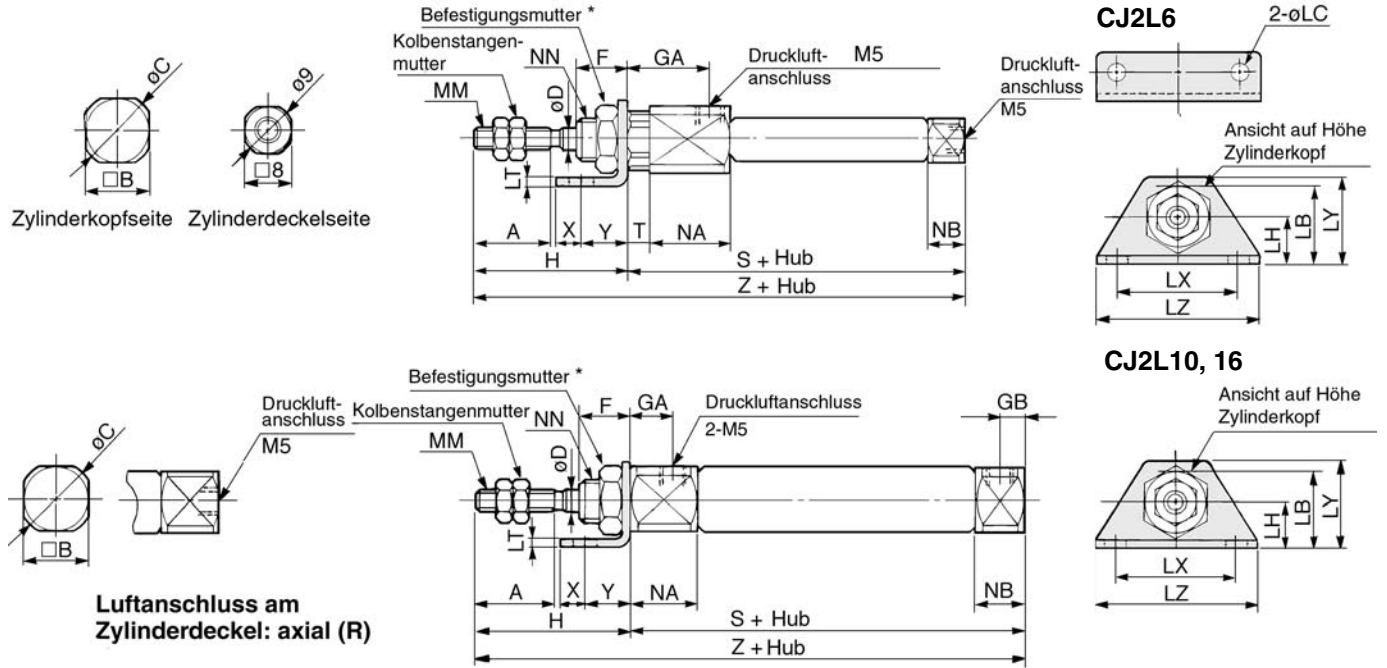 CJ2L6
2-øLC
Befestigungsmutter *
Kolbenstangen-
mutter
NN
F
GA
Druckluft-
anschluss
M5
Druckluft-
anschluss
M5
MM
øD
øC
ø9
LT
□B
□8
Zylinderkopfseite
Zylinderdeckelseite
A
X
Y
T
NA
NB
H
S + Hub
Z + Hub
Ansicht auf Höhe
Zylinderkopf
LH
LB
LY
LX
LZ
CJ2L10, 16
Befestigungsmutter *
Kolbenstangenmutter
NN
F
GA
Druckluftanschluss
2-M5
GB
MM
øD
Druckluft-
anschluss
M5
øC
□B
LT
A
X
Y
NA
NB
H
S + Hub
Z + Hub
Ansicht auf Höhe
Zylinderkopf
LH
LB
LY
LX
LZ
Luftanschluss am
Zylinderdeckel: axial (R)